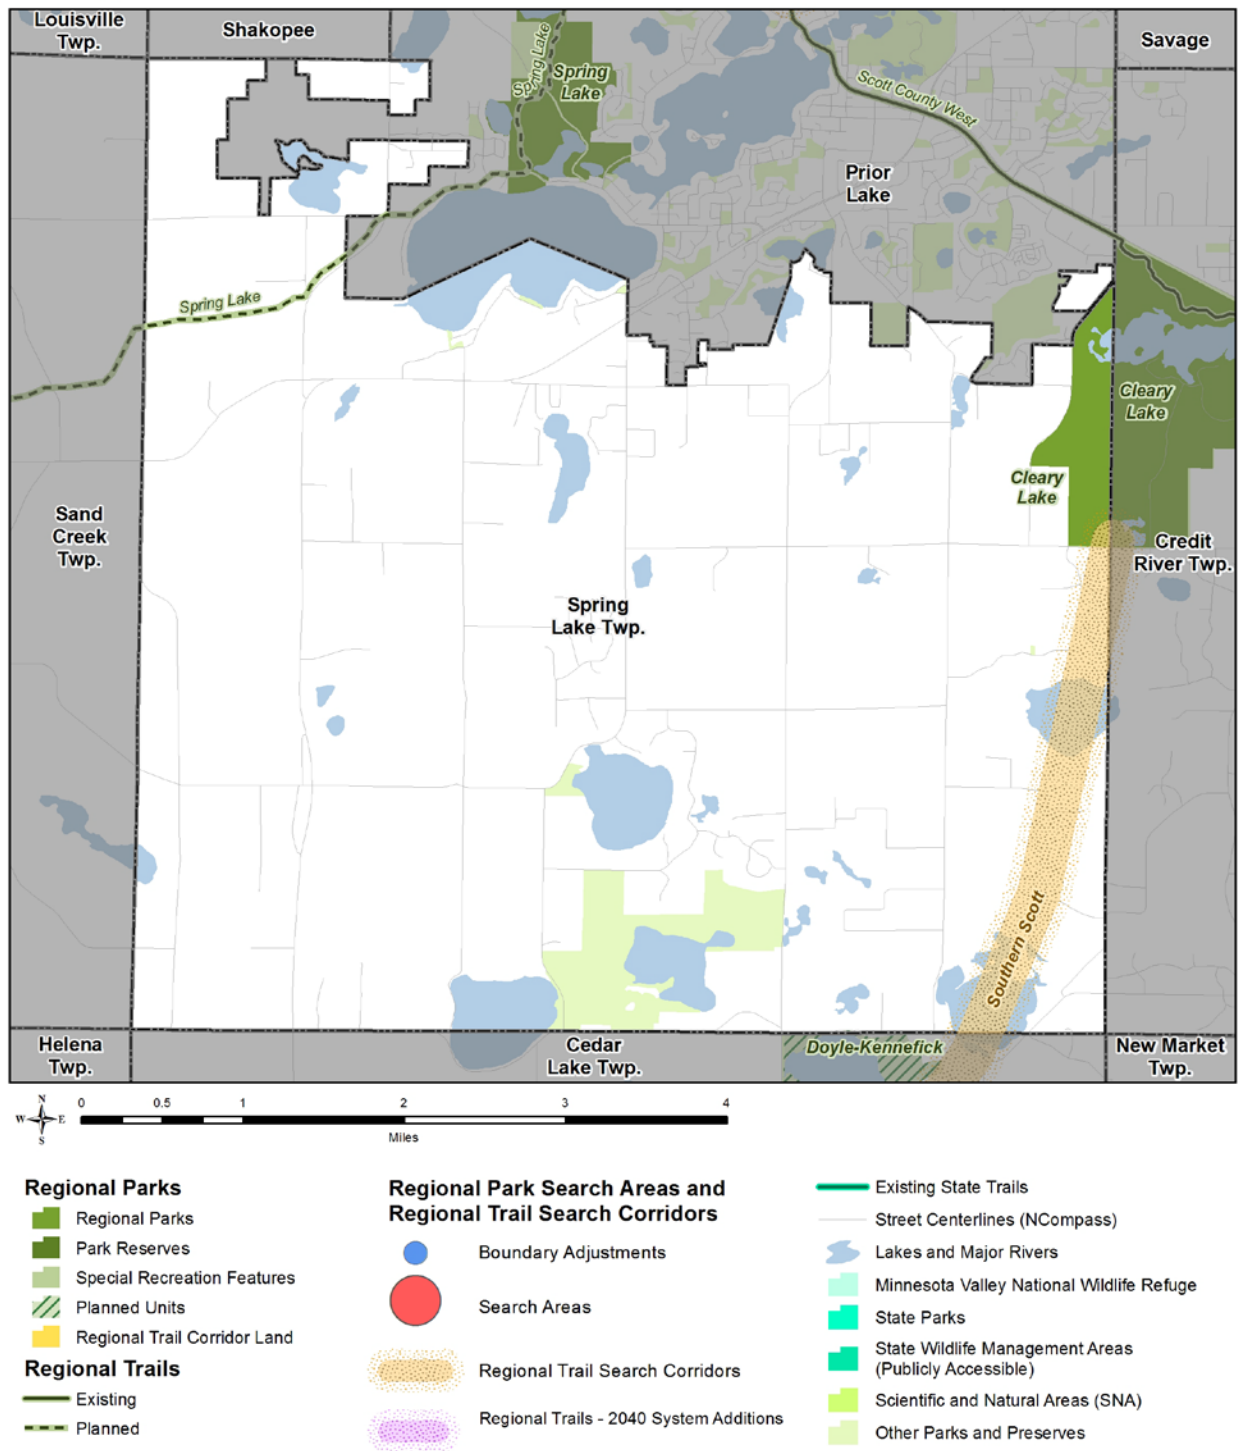 Louisville
Twp.
Shakopee
Spring Lake
Spring
Lake
Scott County West
Savage
Prior
Lake
Spring Lake
Cleary
Lake
Cleary
Lake
Sand
Creek
Twp.
Credit
River Twp.
Spring
Lake Twp.
Southern Scott
Helena
Twp.
Cedar
Lake Twp.
Doyle-Kennefick
New Market
Twp.
N
W E
S
0 0.5 1 2 3 4
Miles
Regional Parks
Regional Parks
Park Reserves
Special Recreation Features
Planned Units
Regional Trail Corridor Land
Regional Trails
Existing
Planned
Regional Park Search Areas and
Regional Trail Search Corridors
Boundary Adjustments
Search Areas
Regional Trail Search Corridors
Regional Trails - 2040 System Additions
Existing State Trails
Street Centerlines (NCompass)
Lakes and Major Rivers
Minnesota Valley National Wildlife Refuge
State Parks
State Wildlife Management Areas
(Publicly Accessible)
Scientific and Natural Areas (SNA)
Other Parks and Preserves